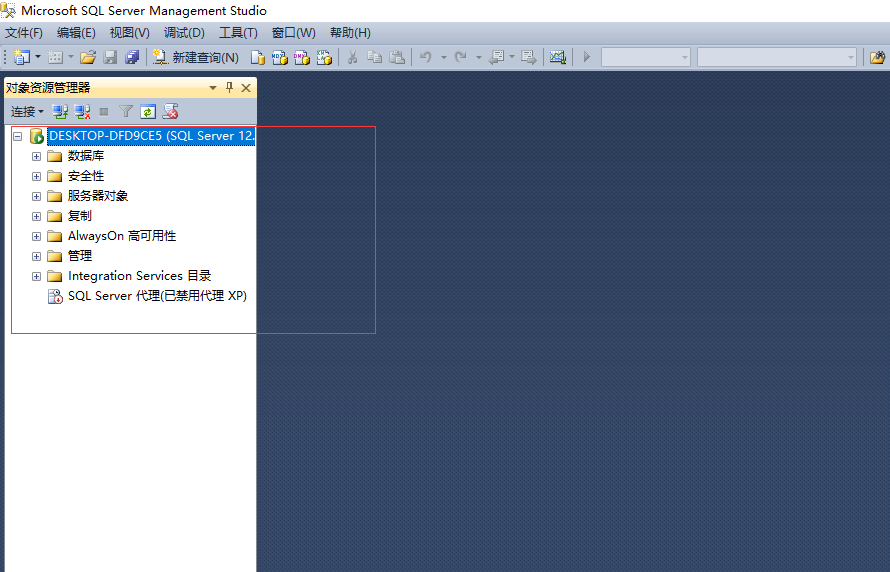 Microsoft SQL Server Management Studio
文件(F) 编辑(E) 视图(V) 调试(D) 工具(T) 窗口(W) 帮助(H)
新建查询(N)
对象资源管理器
连接
DESKTOP-DFD9CE5 (SQL Server 12.
数据库
安全性
服务器对象
复制
AlwaysOn 高可用性
管理
Integration Services 目录
SQL Server 代理(已禁用代理 XP)